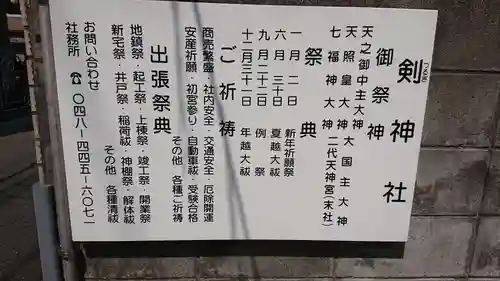 剣神社
つるぎ
御祭神
天之御中主大神
天照皇大神 大国主大神
七福神大神 二代天神宮（末社）
祭典
一月一日 新年祈願祭
六月三十日 夏越大祓
九月二十二日 例祭
十二月三十一日 年越大祓
ご祈祷
商売繁盛・社内安全・交通安全・厄除開運
安産祈願・初宮参り・自動車祓・受験合格
その他 各種ご祈祷
出張祭典
地鎮祭・起工祭・上棟祭・竣工祭・開業祭
新宅祭・井戸祭・稲荷祓・神棚祭・解体祓
その他 各種清祓
お問い合わせ
社務所 ☎〇四八-四四五-六〇七一